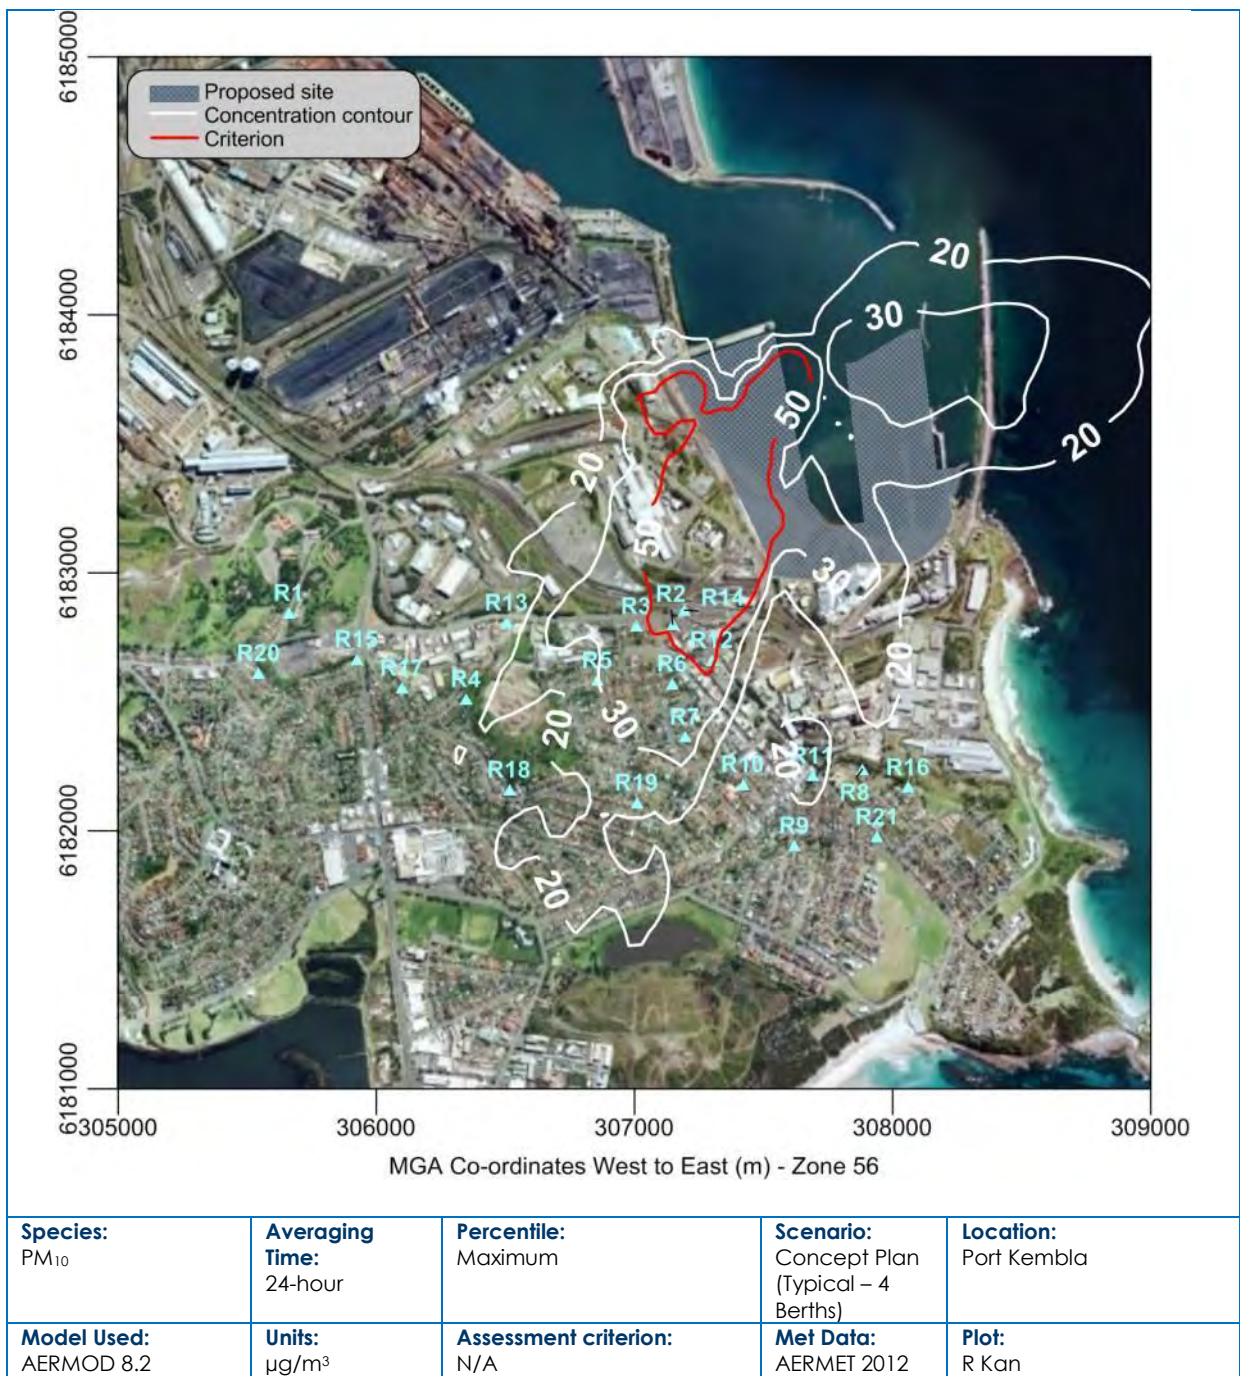 6185000
Proposed site
Concentration contour
Criterion
20
6184000
30
50
20
20
50
6183000
30
R1
R13
R3
R2
R14
R12
R20
R15
R17
R4
R5
R6
20
R7
20
30
R18
R19
R10
20
R11
R8
R16
6182000
R9
R21
20
6181000
305000
306000
307000
308000
309000
MGA Co-ordinates West to East (m) - Zone 56
Species:
PM₁₀
Averaging
Time:
24-hour
Percentile:
Maximum
Scenario:
Concept Plan
(Typical – 4
Berths)
Location:
Port Kembla
Model Used:
AERMOD 8.2
Units:
µg/m³
Assessment criterion:
N/A
Met Data:
AERMET 2012
Plot:
R Kan